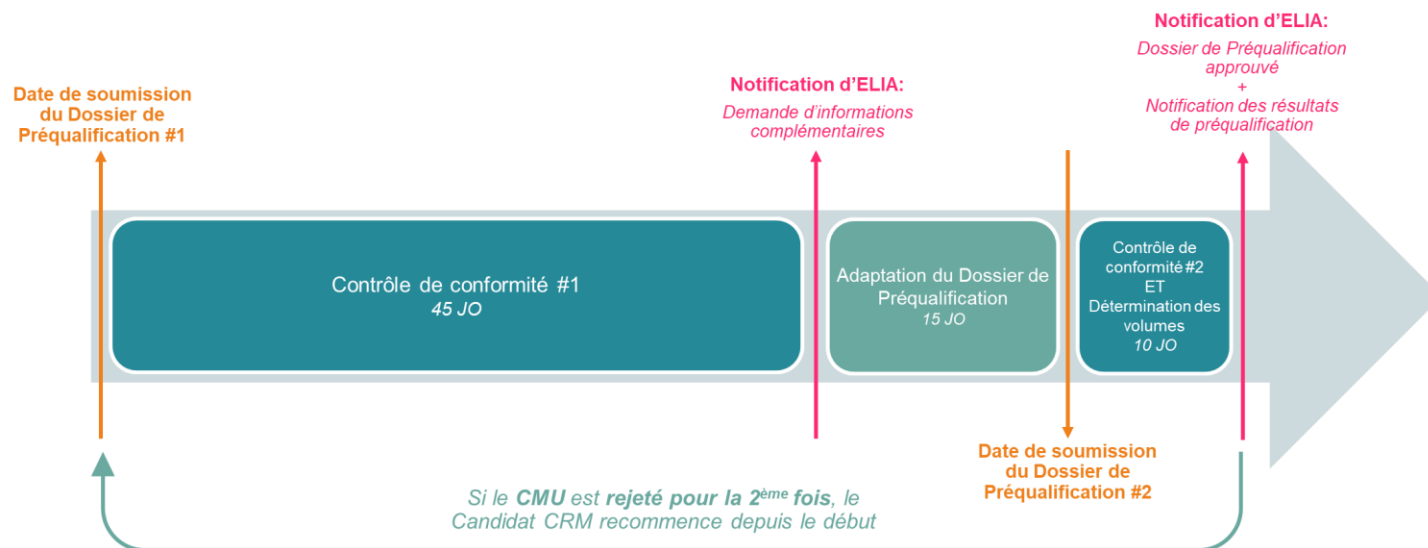 Notification d’ELIA:
Dossier de Préqualification
approuvé
+
Notification des résultats
de préqualification
Notification d’ELIA:
Demande d’informations
complémentaires
Date de soumission
du Dossier de
Préqualification #1
Contrôle de conformité #1
45 JO
Adaptation du Dossier de
Préqualification
15 JO
Contrôle de
conformité #2
ET
Détermination des
volumes
10 JO
Date de soumission
du Dossier de
Préqualification #2
Si le CMU est rejeté pour la 2ème fois, le
Candidat CRM recommence depuis le début